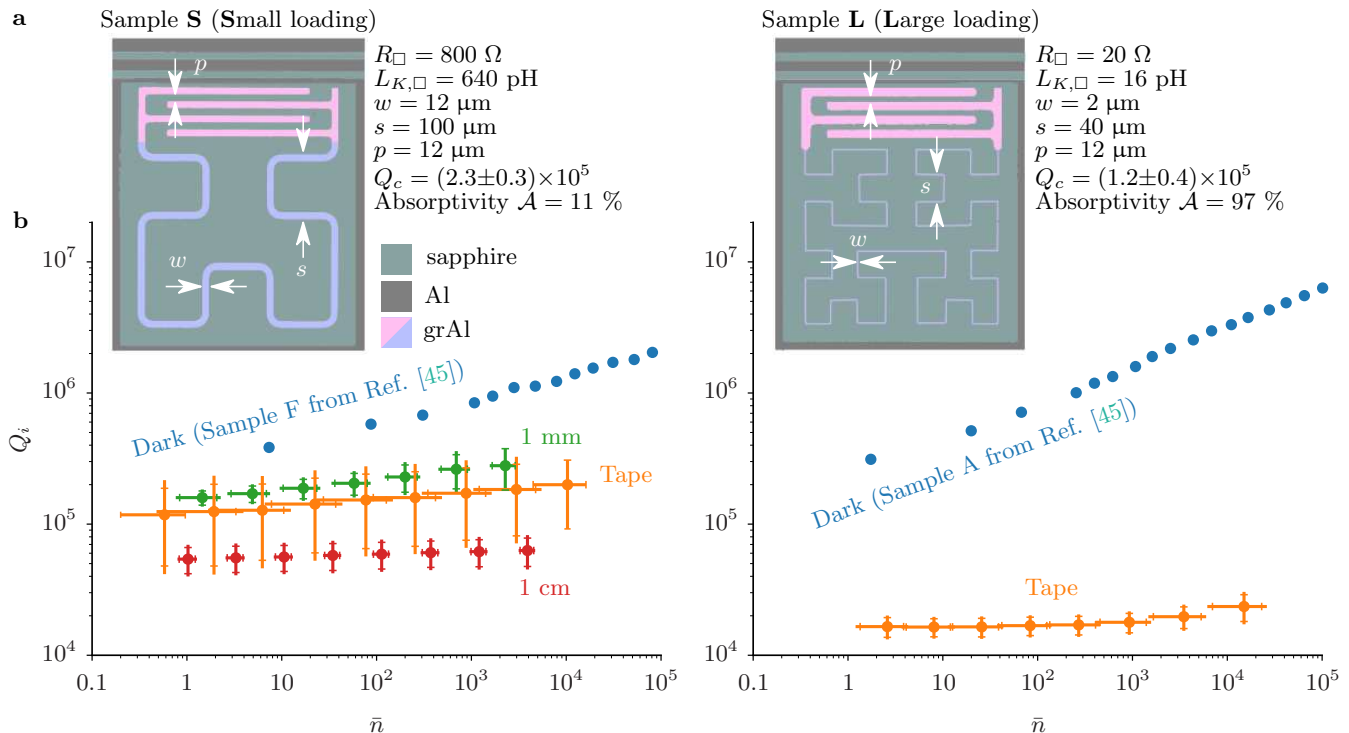 a
Sample S (Small loading)
R□ = 800 Ω
L_K,□ = 640 pH
w = 12 µm
s = 100 µm
p = 12 µm
Q_c = (2.3±0.3)×10^5
Absorptivity 𝒜 = 11 %
p
w
s
sapphire
Al
grAl
Sample L (Large loading)
R□ = 20 Ω
L_K,□ = 16 pH
w = 2 µm
s = 40 µm
p = 12 µm
Q_c = (1.2±0.4)×10^5
Absorptivity 𝒜 = 97 %
p
s
w
b
10^7
10^6
10^5
10^4
Q_i
Dark (Sample F from Ref. [45])
1 mm
Tape
1 cm
0.1
1
10
10^2
10^3
10^4
10^5
n̄
10^7
10^6
10^5
10^4
Dark (Sample A from Ref. [45])
Tape
0.1
1
10
10^2
10^3
10^4
10^5
n̄